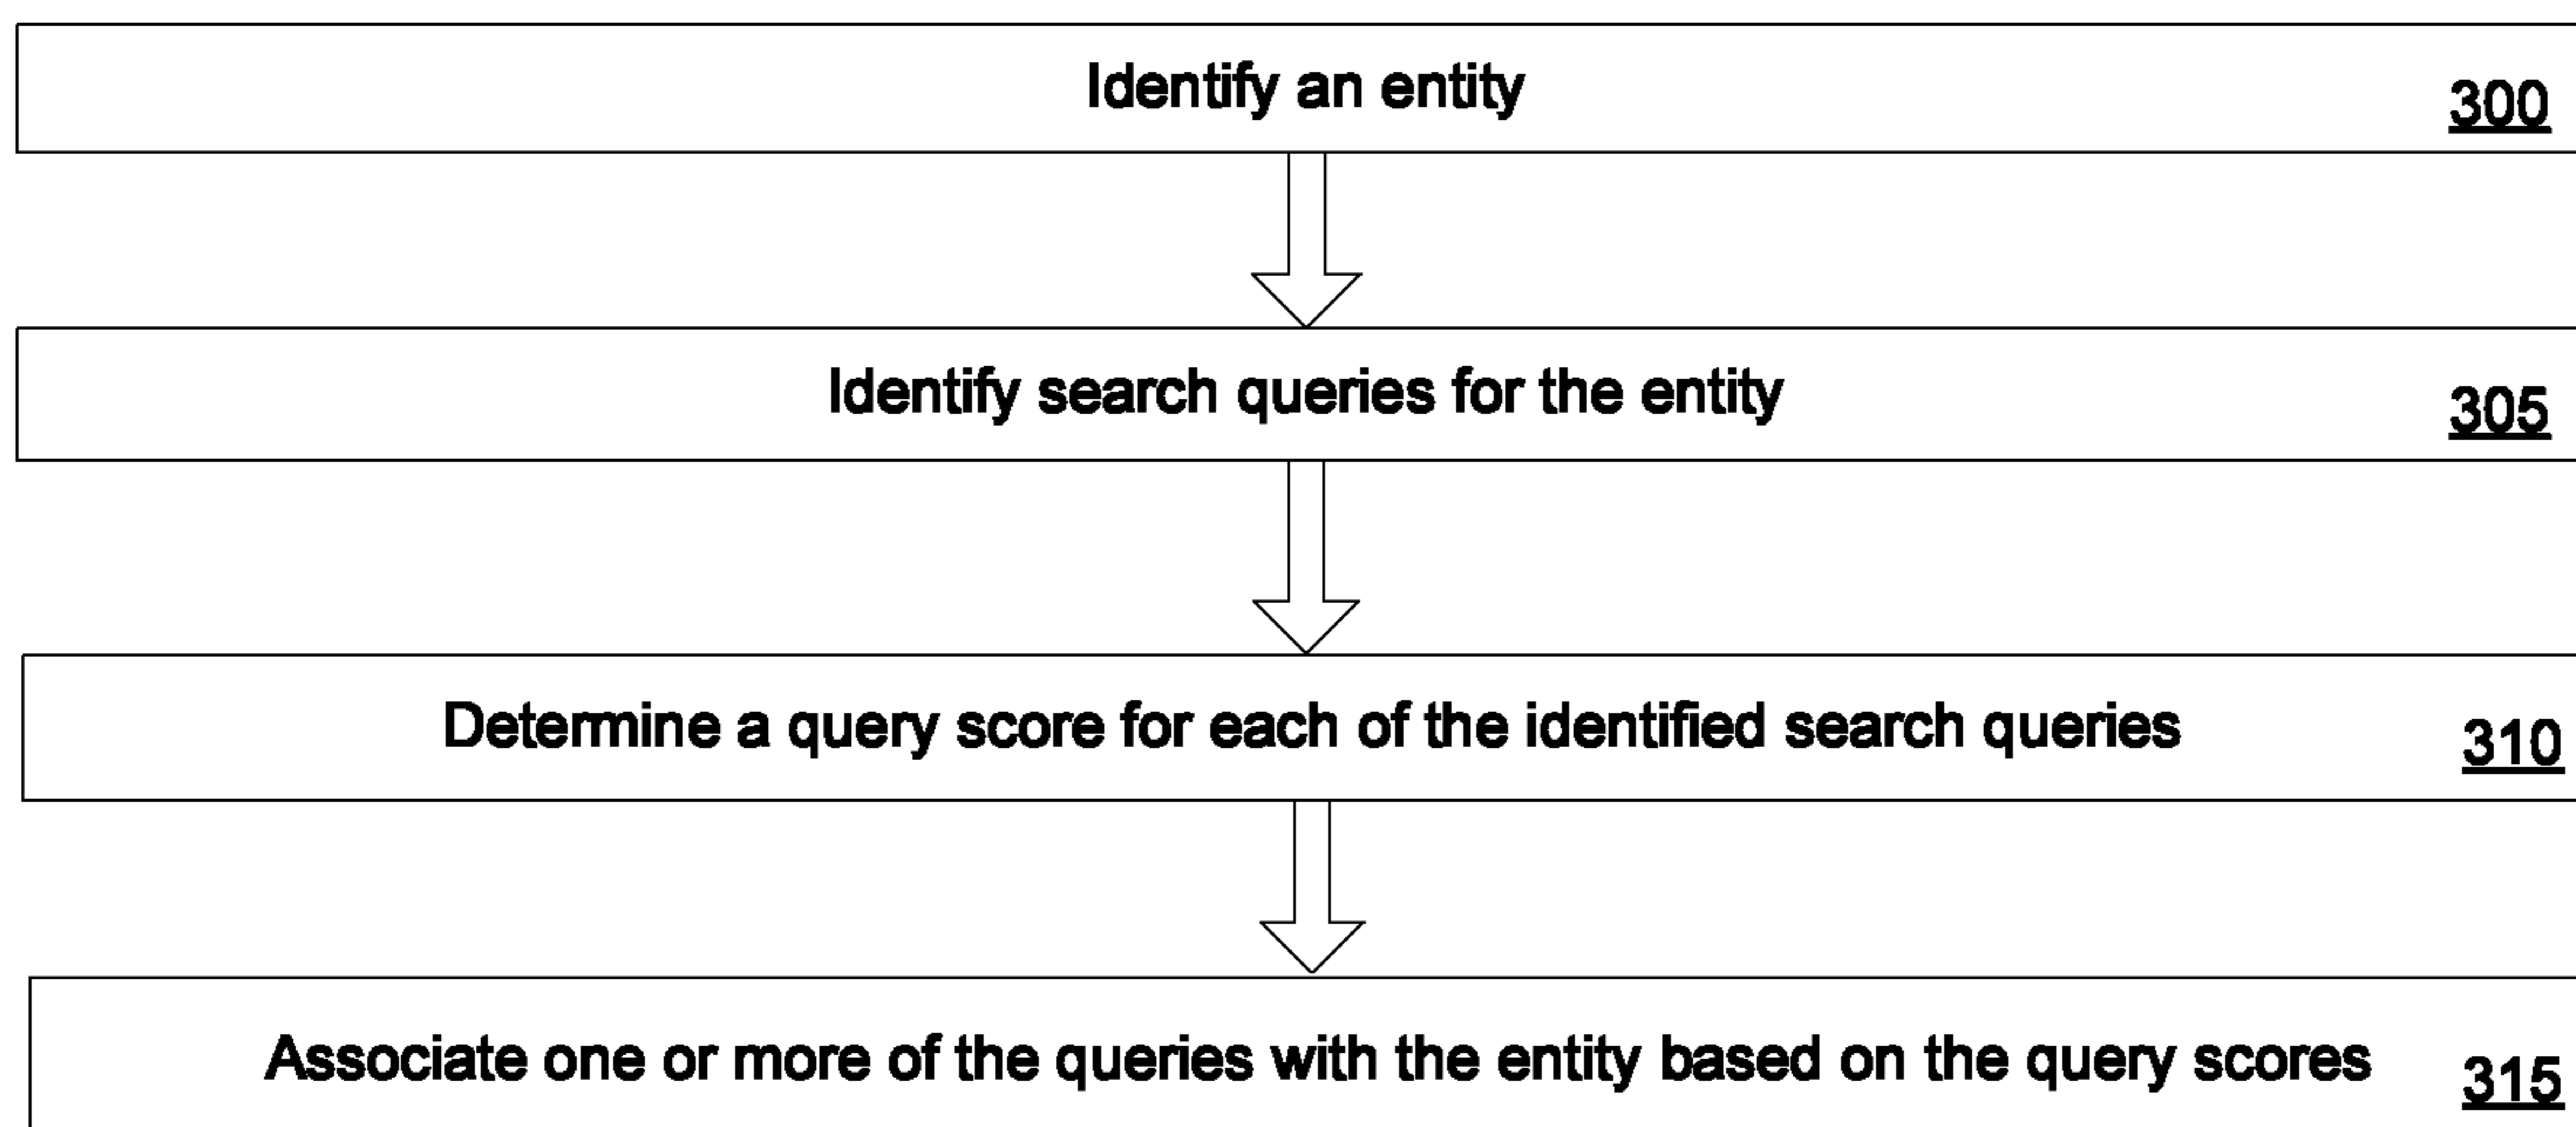 Identify an entity 300
Identify search queries for the entity 305
Determine a query score for each of the identified search queries 310
Associate one or more of the queries with the entity based on the query scores 315